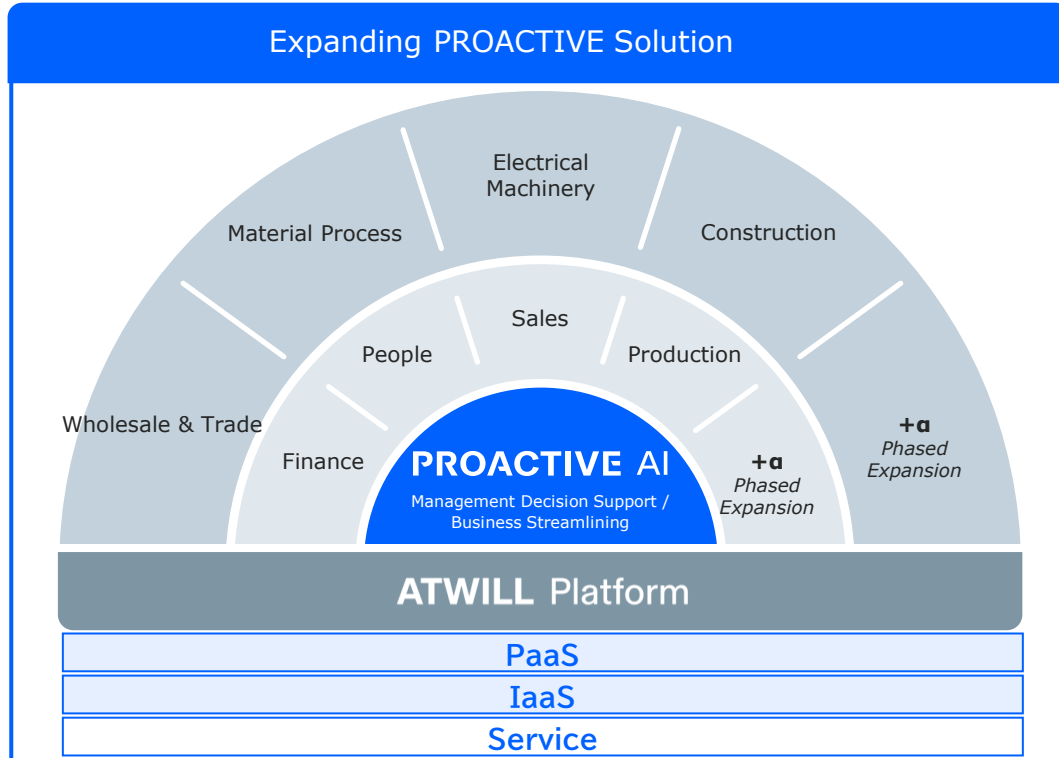 Expanding PROACTIVE Solution
Electrical
Machinery
Material Process
Construction
Wholesale & Trade
+α
Phased
Expansion
Sales
People
Production
Finance
+α
Phased
Expansion
PROACTIVE AI
Management Decision Support /
Business Streamlining
ATWILL Platform
PaaS
IaaS
Service